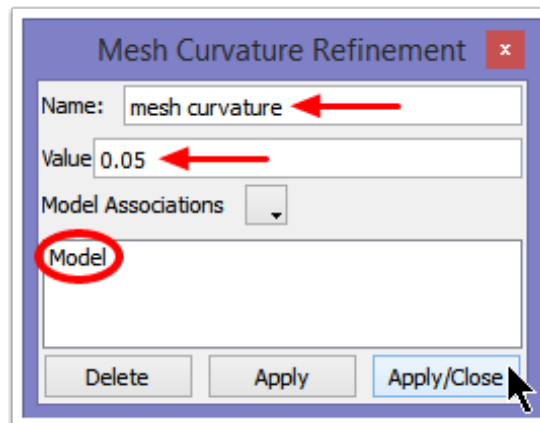 Mesh Curvature Refinement x
Name: mesh curvature
Value 0.05
Model Associations
Model
Delete Apply Apply/Close